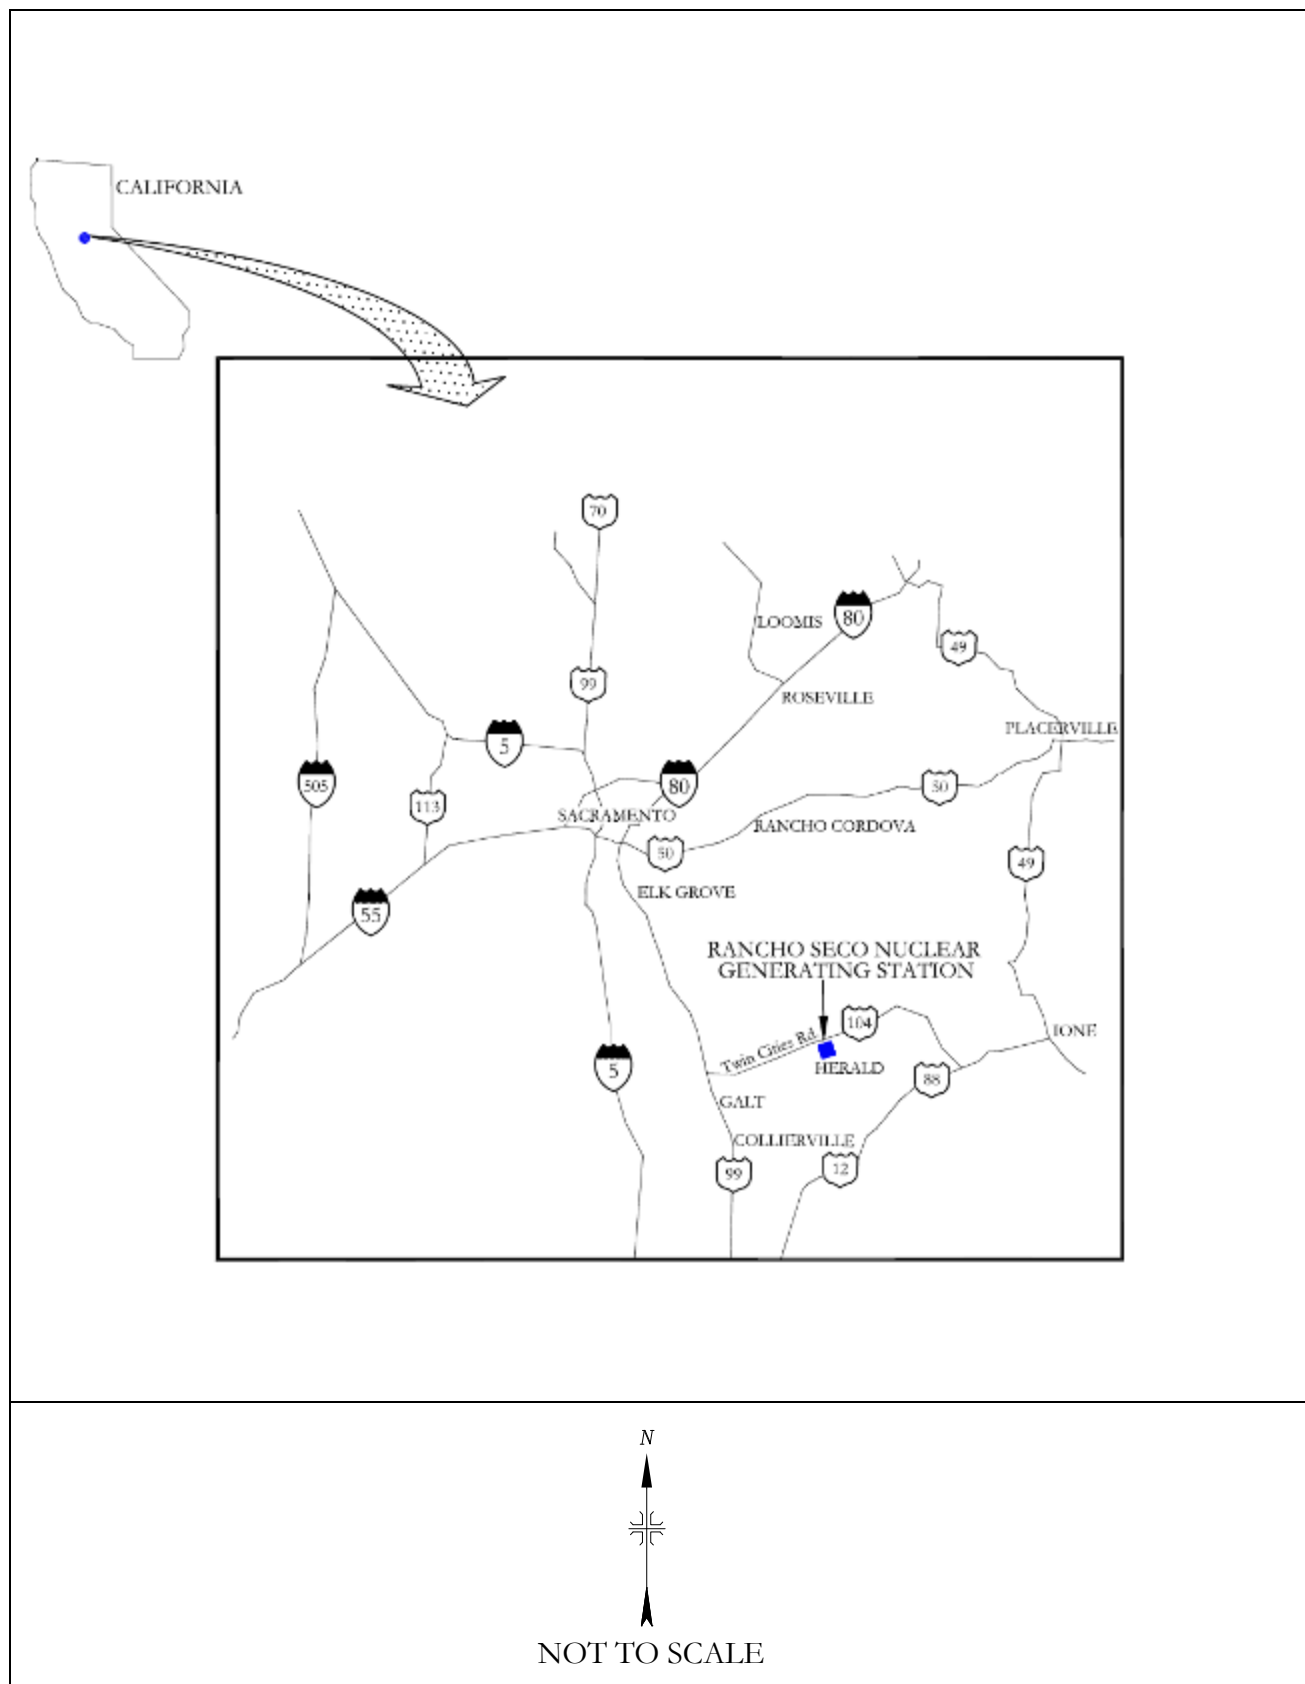 CALIFORNIA
70
LOOMIS
80
49
99
ROSEVILLE
PLACERVILLE
5
505
80
50
113
SACRAMENTO
RANCHO CORDOVA
50
49
ELK GROVE
55
RANCHO SECO NUCLEAR
GENERATING STATION
104
IONE
Twin Cities Rd.
5
HERALD
88
GALT
COLLIERVILLE
99
12
N
NOT TO SCALE